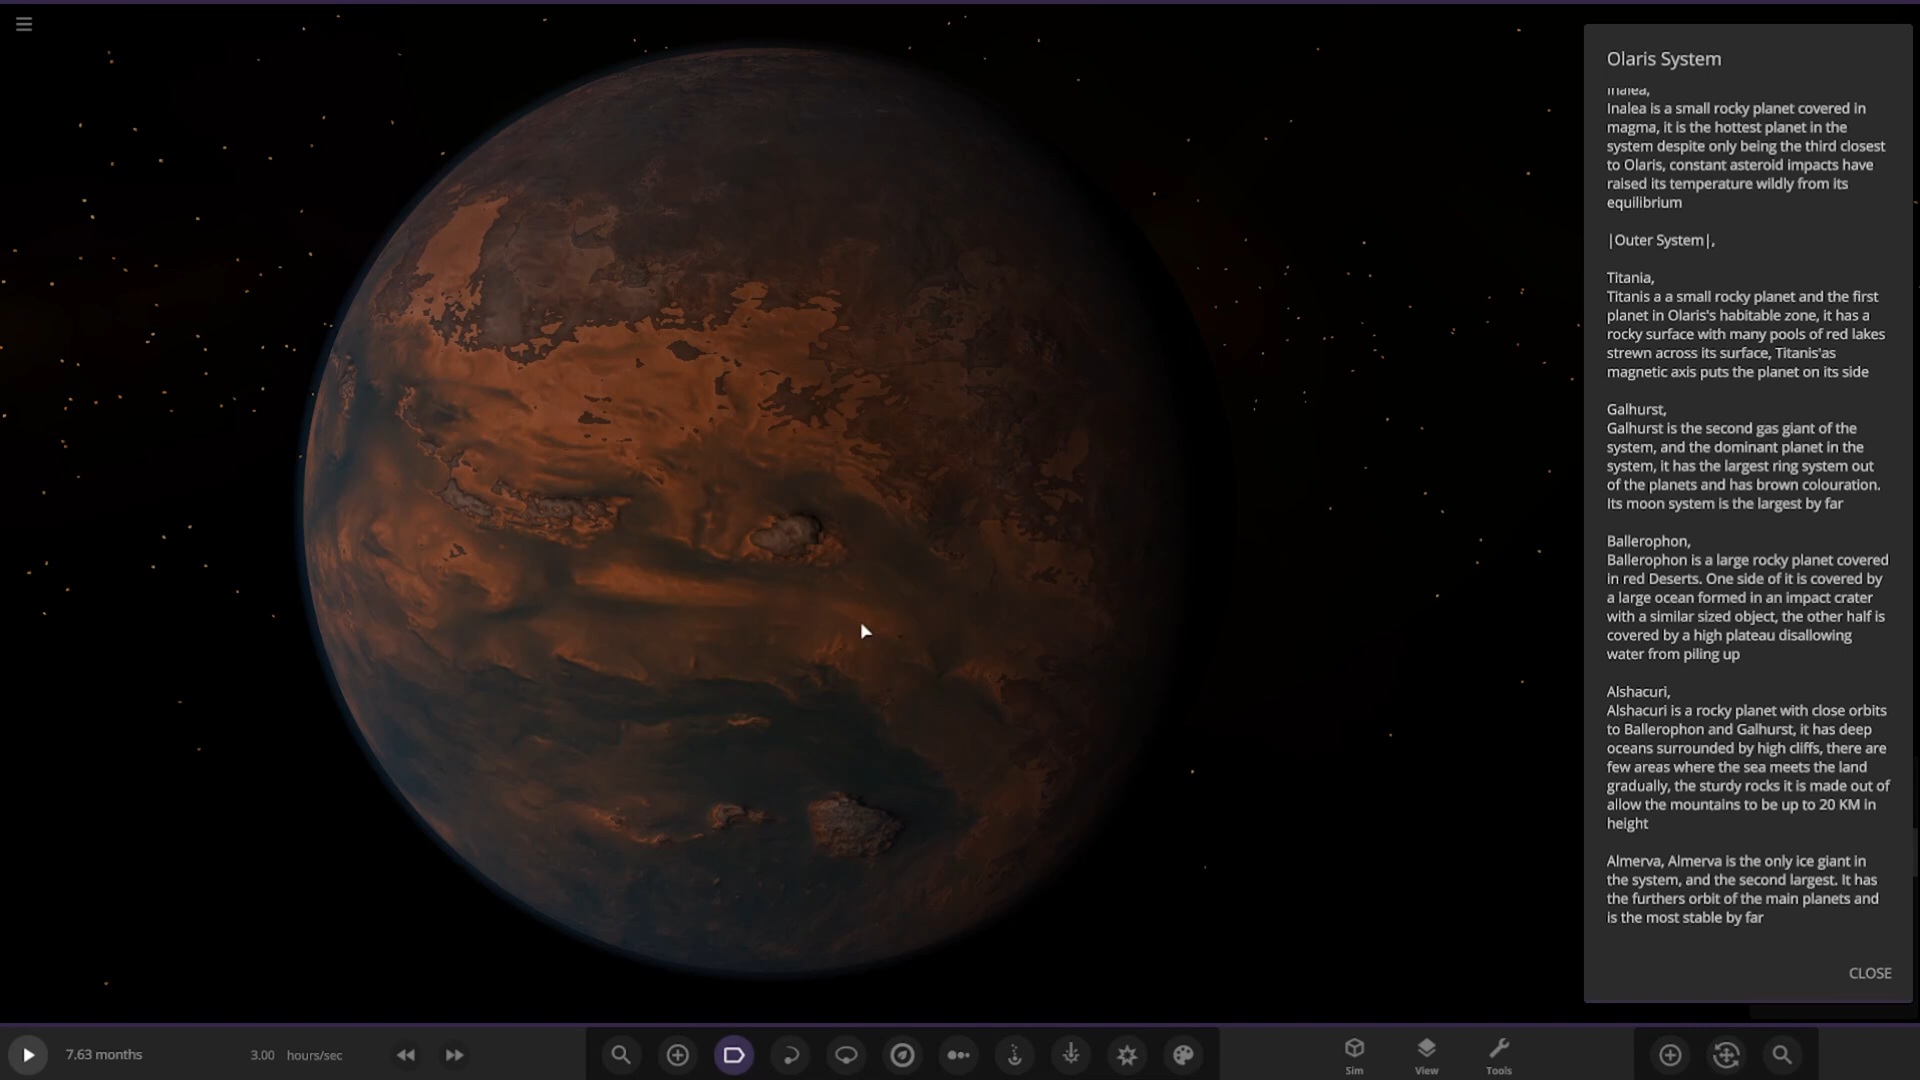 Olaris System
Inalea,
Inalea is a small rocky planet covered in
magma, it is the hottest planet in the
system despite only being the third closest
to Olaris, constant asteroid impacts have
raised its temperature wildly from its
equilibrium
|Outer System|,
Titania,
Titanis a a small rocky planet and the first
planet in Olaris's habitable zone, it has a
rocky surface with many pools of red lakes
strewn across its surface, Titanis'as
magnetic axis puts the planet on its side
Galhurst,
Galhurst is the second gas giant of the
system, and the dominant planet in the
system, it has the largest ring system out
of the planets and has brown colouration.
Its moon system is the largest by far
Ballerophon,
Ballerophon is a large rocky planet covered
in red Deserts. One side of it is covered by
a large ocean formed in an impact crater
with a similar sized object, the other half is
covered by a high plateau disallowing
water from piling up
Alshacuri,
Alshacuri is a rocky planet with close orbits
to Ballerophon and Galhurst, it has deep
oceans surrounded by high cliffs, there are
few areas where the sea meets the land
gradually, the sturdy rocks it is made out of
allow the mountains to be up to 20 KM in
height
Almerva, Almerva is the only ice giant in
the system, and the second largest. It has
the furthers orbit of the main planets and
is the most stable by far
CLOSE
7.63 months
3.00 hours/sec
Sim
View
Tools